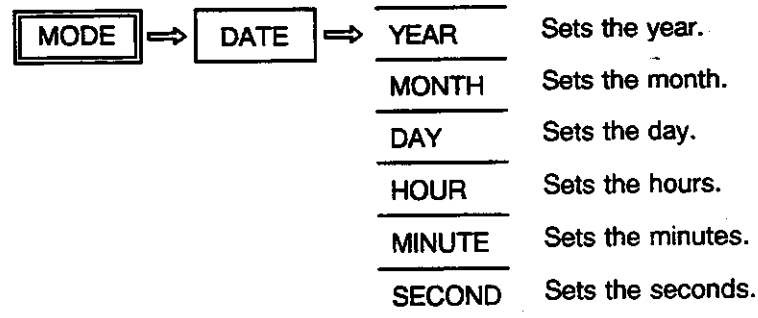 MODE ⇒ DATE ⇒ YEAR Sets the year.
MONTH Sets the month.
DAY Sets the day.
HOUR Sets the hours.
MINUTE Sets the minutes.
SECOND Sets the seconds.